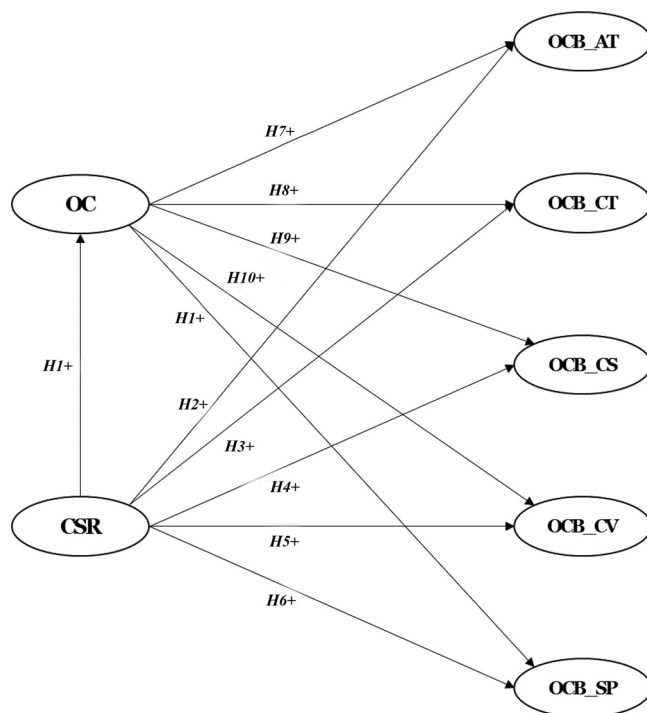 OCB_AT
H7+
OC
H8+
OCB_CT
H9+
H10+
H1+
H1+
OCB_CS
H2+
H3+
H4+
CSR
H5+
OCB_CV
H6+
OCB_SP